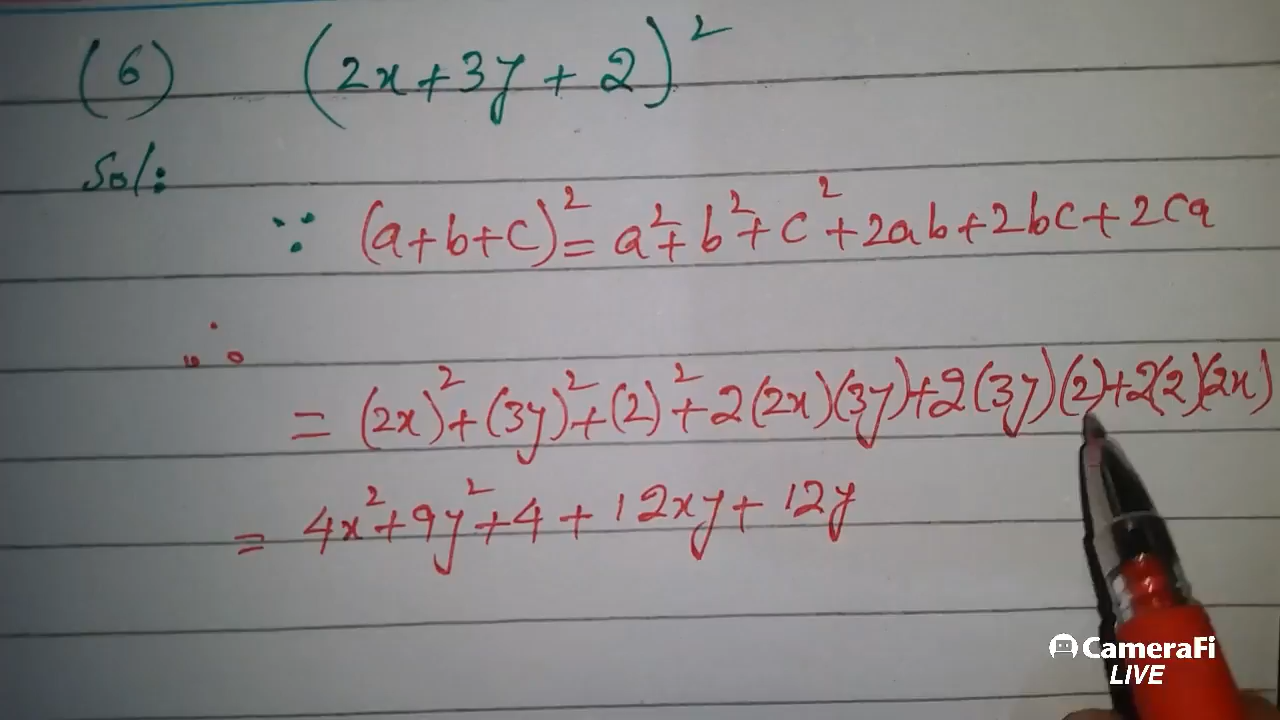 (6) (2x+3y+2)²
Sol:
∵ (a+b+c)² = a²+b²+c²+2ab+2bc+2ca
∴
= (2x)²+(3y)²+(2)²+2(2x)(3y)+2(3y)(2)+2(2)(2x)
= 4x²+9y²+4+12xy+12y
CameraFi
LIVE